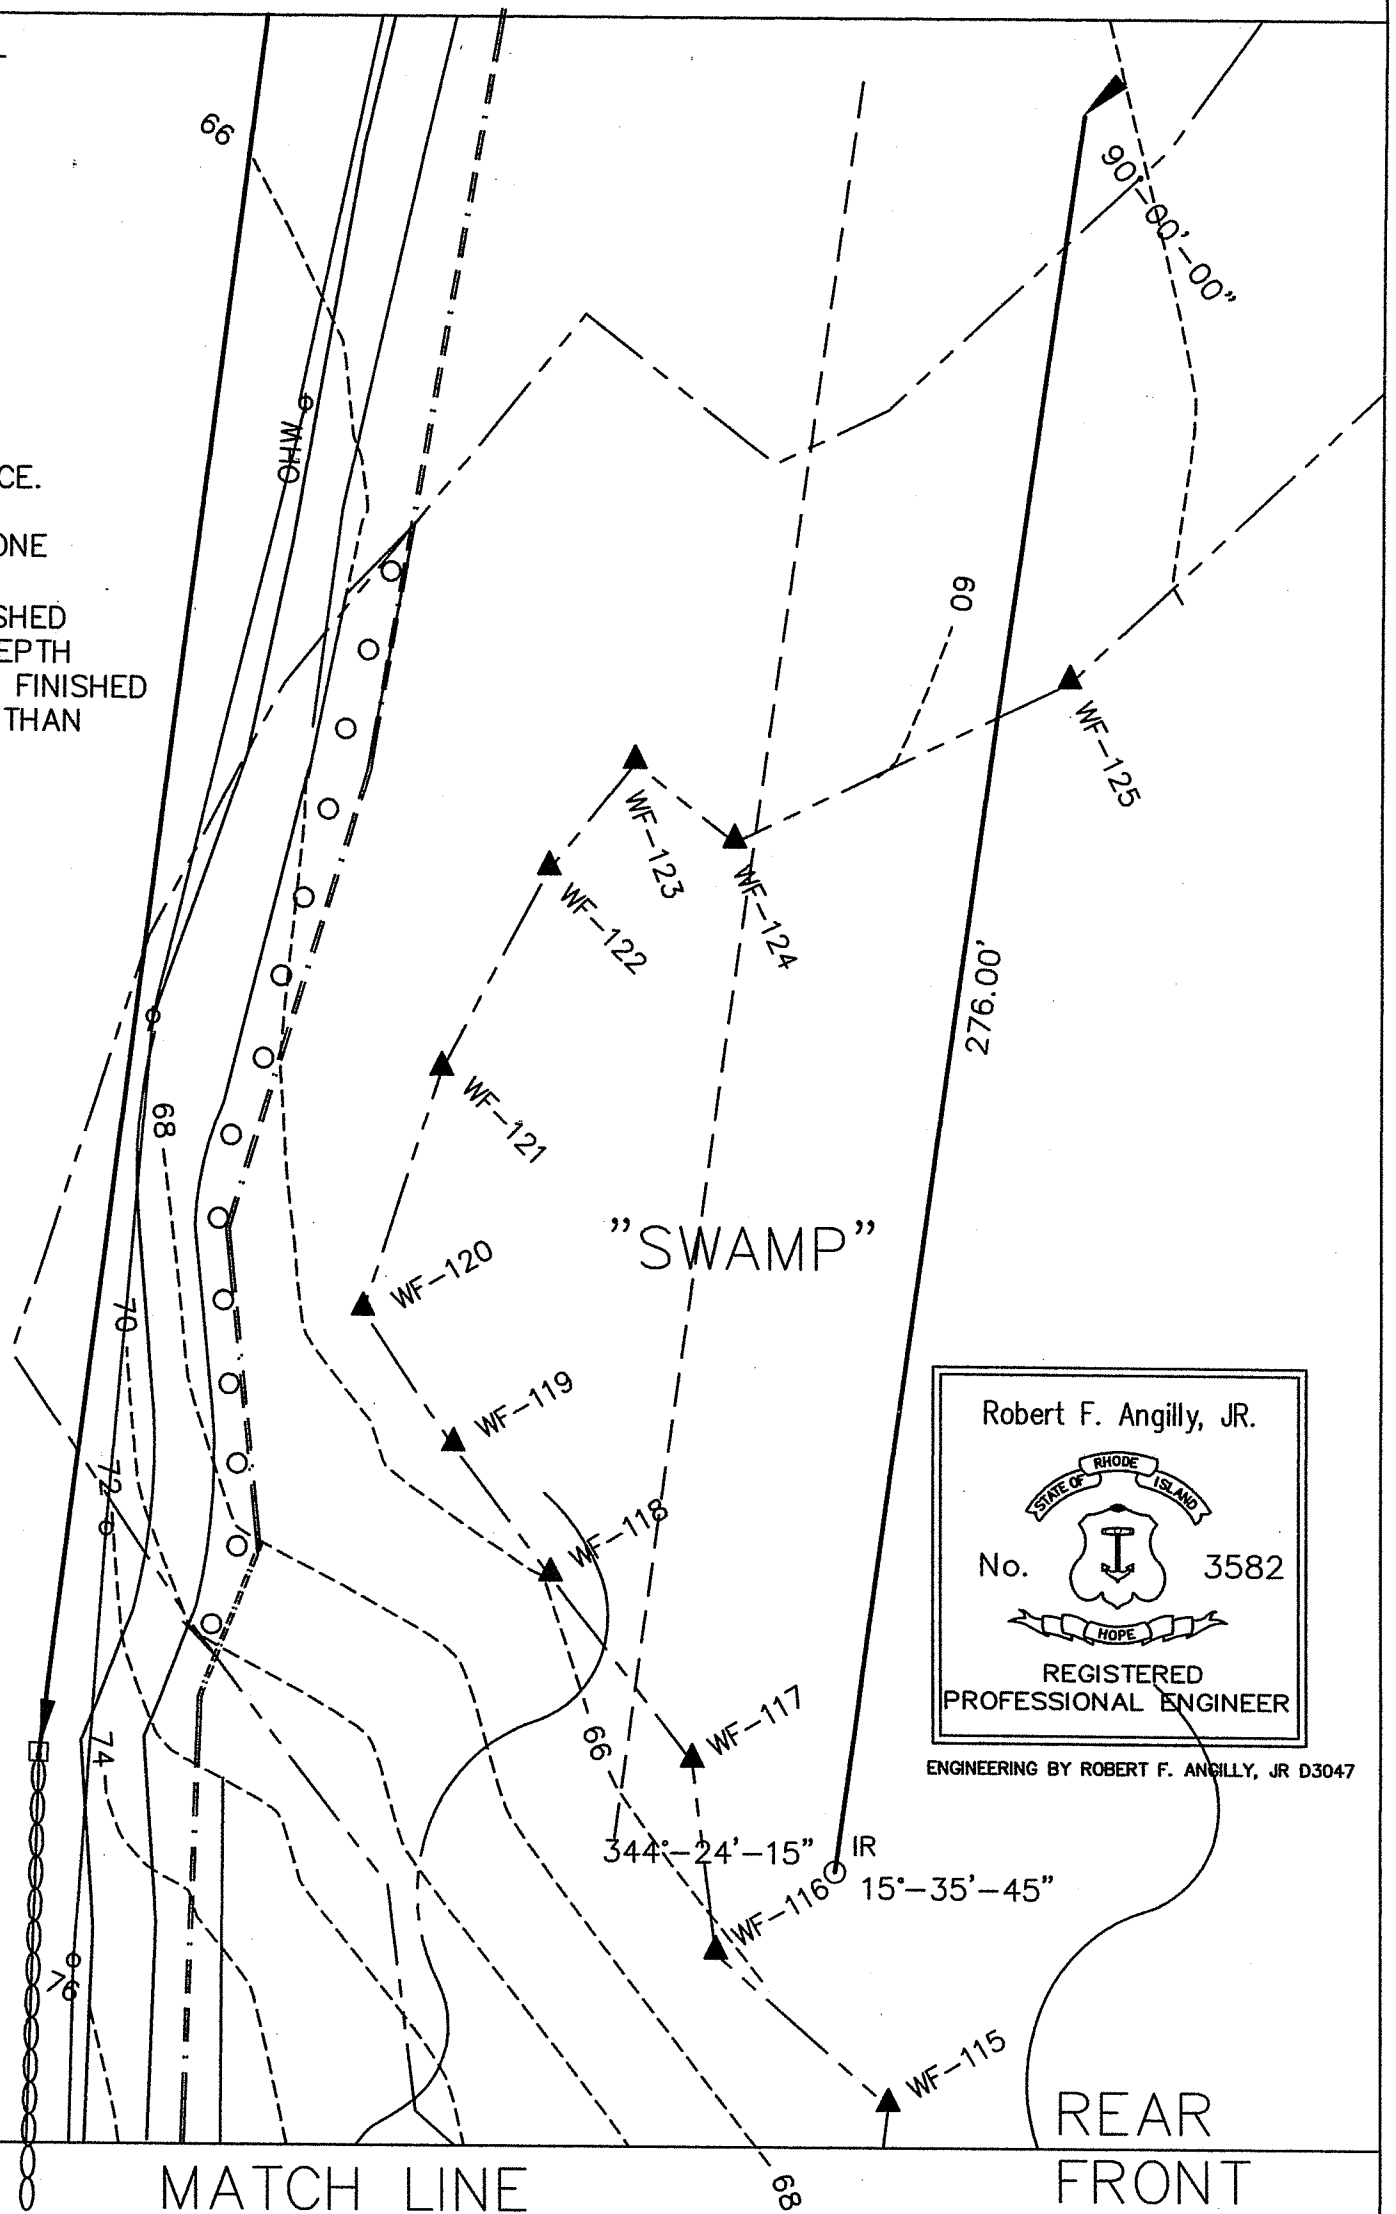 66
90°-00'-00"
OHW
CE.
ONE
SHED
EPTH
FINISHED
THAN
60
WF-125
WF-123
WF-124
WF-122
276.00'
WF-121
68
"SWAMP"
WF-120
70
WF-119
72
WF-118
Robert F. Angilly, JR.
STATE OF RHODE ISLAND
No. 3582
HOPE
REGISTERED
PROFESSIONAL ENGINEER
ENGINEERING BY ROBERT F. ANGILLY, JR D3047
WF-117
66
74
344°-24'-15"
IR
15°-35'-45"
WF-116
76
WF-115
REAR
FRONT
MATCH LINE
68